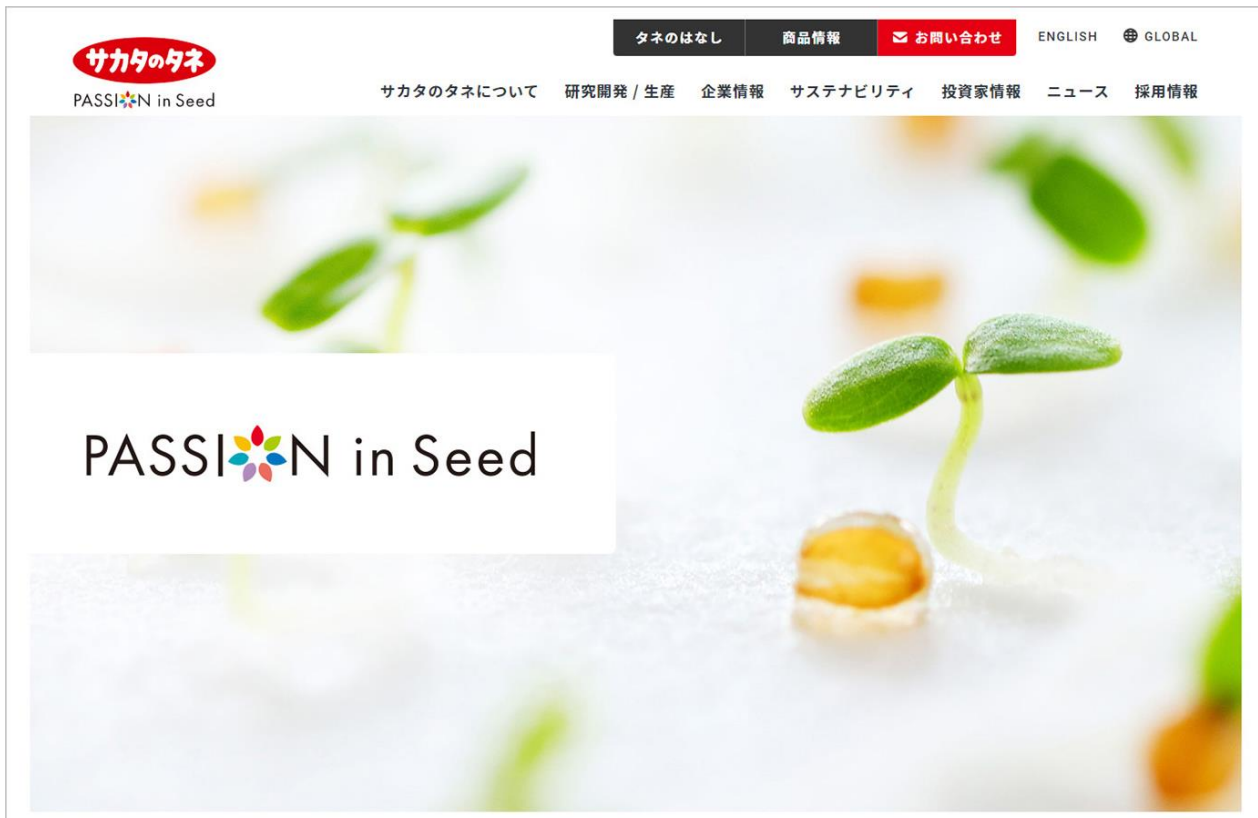 タネのはなし 商品情報 お問い合わせ ENGLISH GLOBAL
サカタのタネ
PASSION in Seed
サカタのタネについて 研究開発 / 生産 企業情報 サステナビリティ 投資家情報 ニュース 採用情報
PASSION in Seed